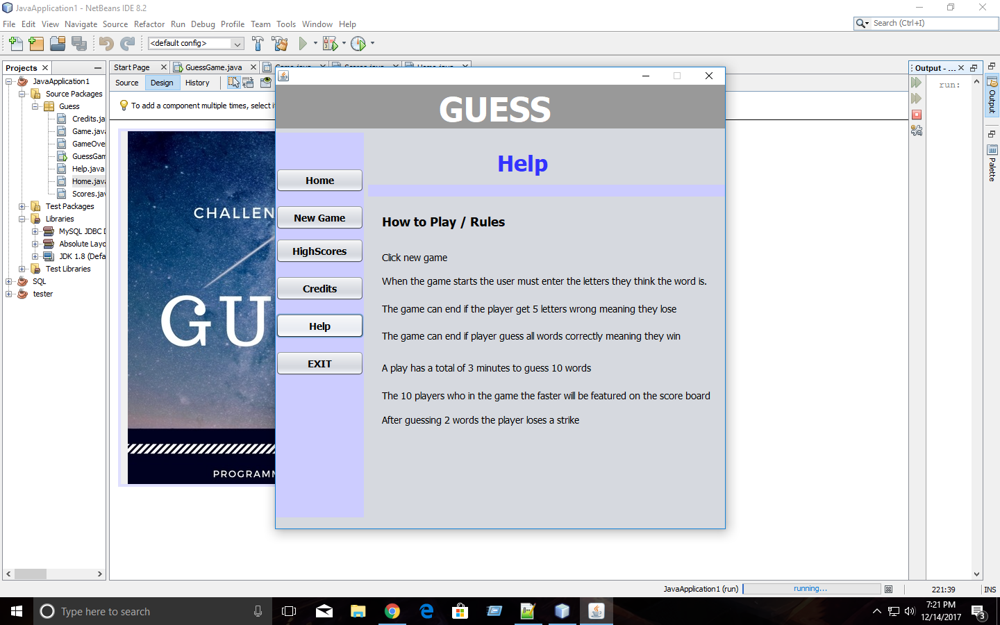 JavaApplication1 - NetBeans IDE 8.2
File Edit View Navigate Source Refactor Run Debug Profile Team Tools Window Help
Search (Ctrl+I)
<default config>
Projects
Start Page
GuessGame.java
Output - ...
JavaApplication1
Source Packages
Guess
Credits.ja
Game.java
GameOve
GuessGam
Help.java
Home.java
Scores.jav
Test Packages
Libraries
MySQL JDBC D
Absolute Layo
JDK 1.8 (Defa
Test Libraries
SQL
tester
Source Design History
To add a component multiple times, select i
CHALLEN
GU
PROGRAMM
GUESS
Home
New Game
HighScores
Credits
Help
EXIT
Help
How to Play / Rules
Click new game
When the game starts the user must enter the letters they think the word is.
The game can end if the player get 5 letters wrong meaning they lose
The game can end if player guess all words correctly meaning they win
A play has a total of 3 minutes to guess 10 words
The 10 players who in the game the faster will be featured on the score board
After guessing 2 words the player loses a strike
run:
Output
Palette
JavaApplication1 (run)
running...
221:39
INS
Type here to search
7:21 PM
12/14/2017
3